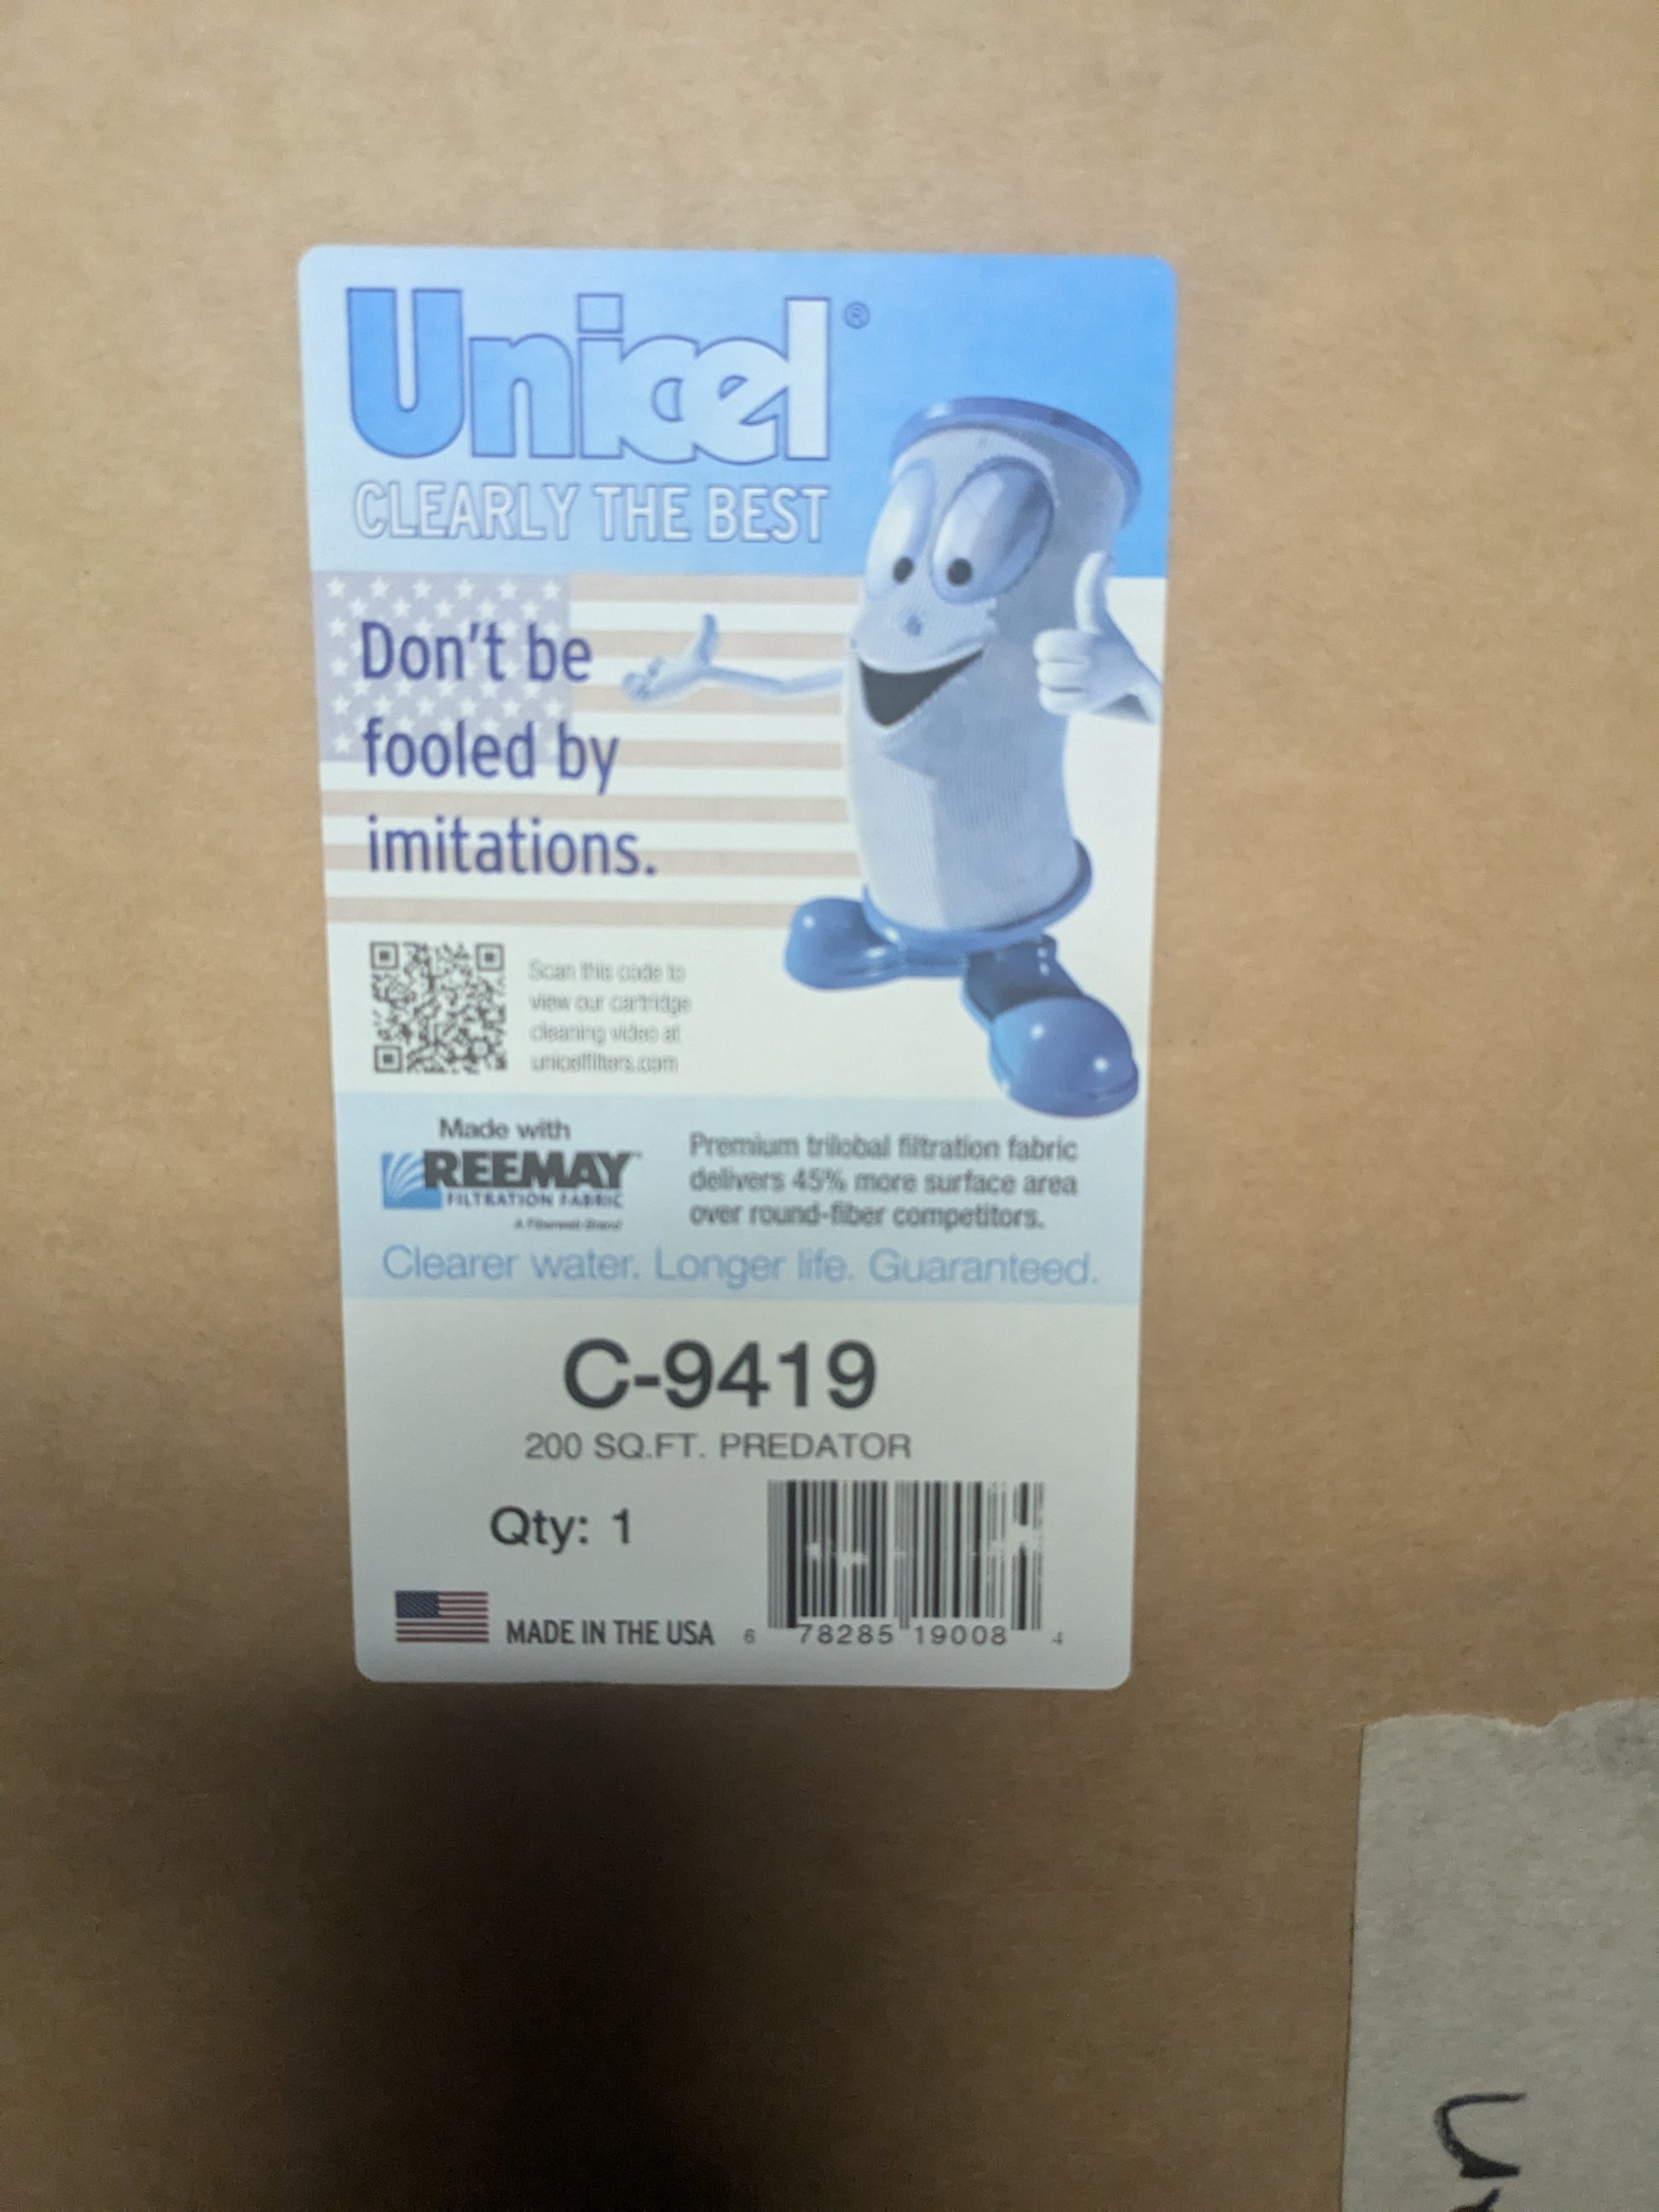 Unicel®
CLEARLY THE BEST
Don't be
fooled by
imitations.
Scan this code to
view our cartridge
cleaning video at
unicelfilters.com
Made with
REEMAY™
FILTRATION FABRIC
A Fiberweb Brand
Premium trilobal filtration fabric
delivers 45% more surface area
over round-fiber competitors.
Clearer water. Longer life. Guaranteed.
C-9419
200 SQ.FT. PREDATOR
Qty: 1
MADE IN THE USA
6 78285 19008 4